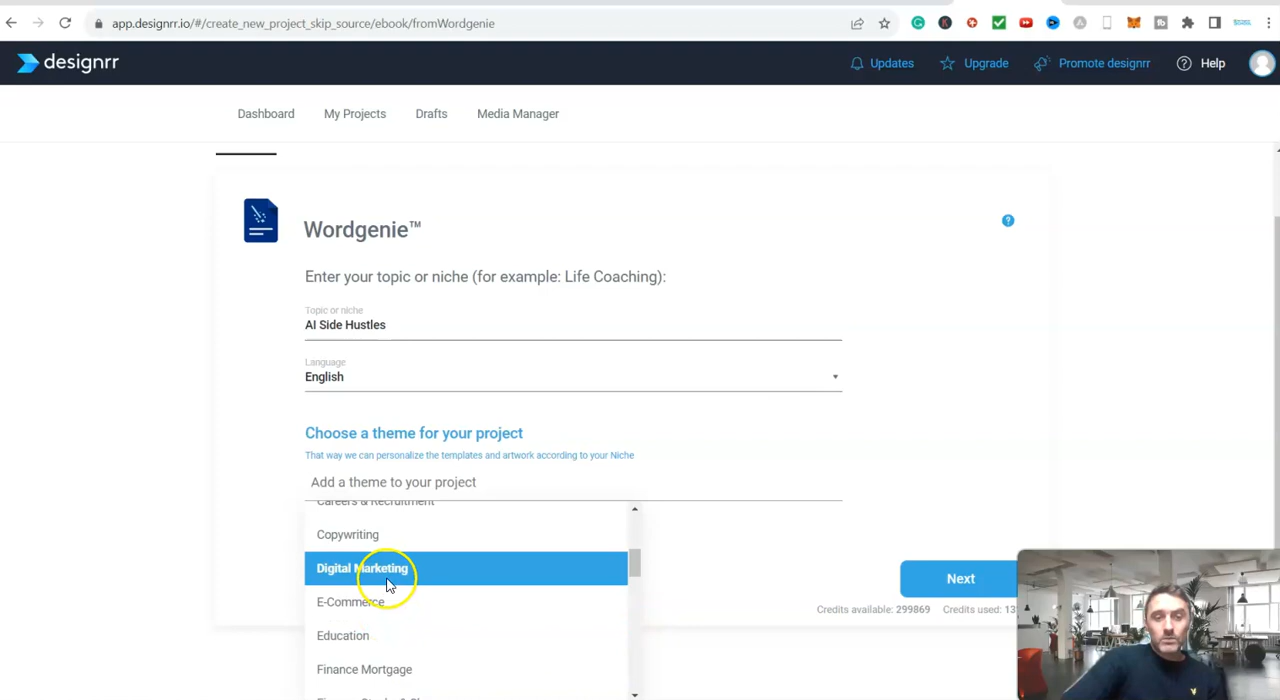 app.designrr.io/#/create_new_project_skip_source/ebook/fromWordgenie
designrr
Updates
Upgrade
Promote designrr
Help
Dashboard
My Projects
Drafts
Media Manager
Wordgenie™
Enter your topic or niche (for example: Life Coaching):
Topic or niche
AI Side Hustles
Language
English
Choose a theme for your project
That way we can personalize the templates and artwork according to your Niche
Add a theme to your project
Careers & Recruitment
Copywriting
Digital Marketing
E-Commerce
Education
Finance Mortgage
Next
Credits available: 299869 Credits used: